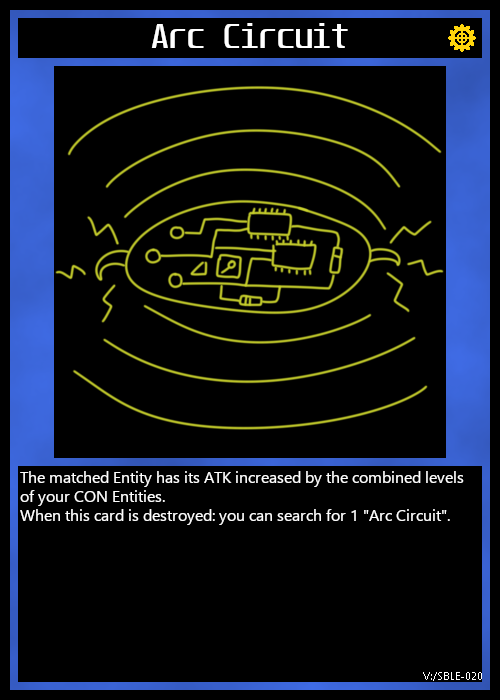 Arc Circuit
The matched Entity has its ATK increased by the combined levels
of your CON Entities.
When this card is destroyed: you can search for 1 "Arc Circuit".
V:/SBLE-020